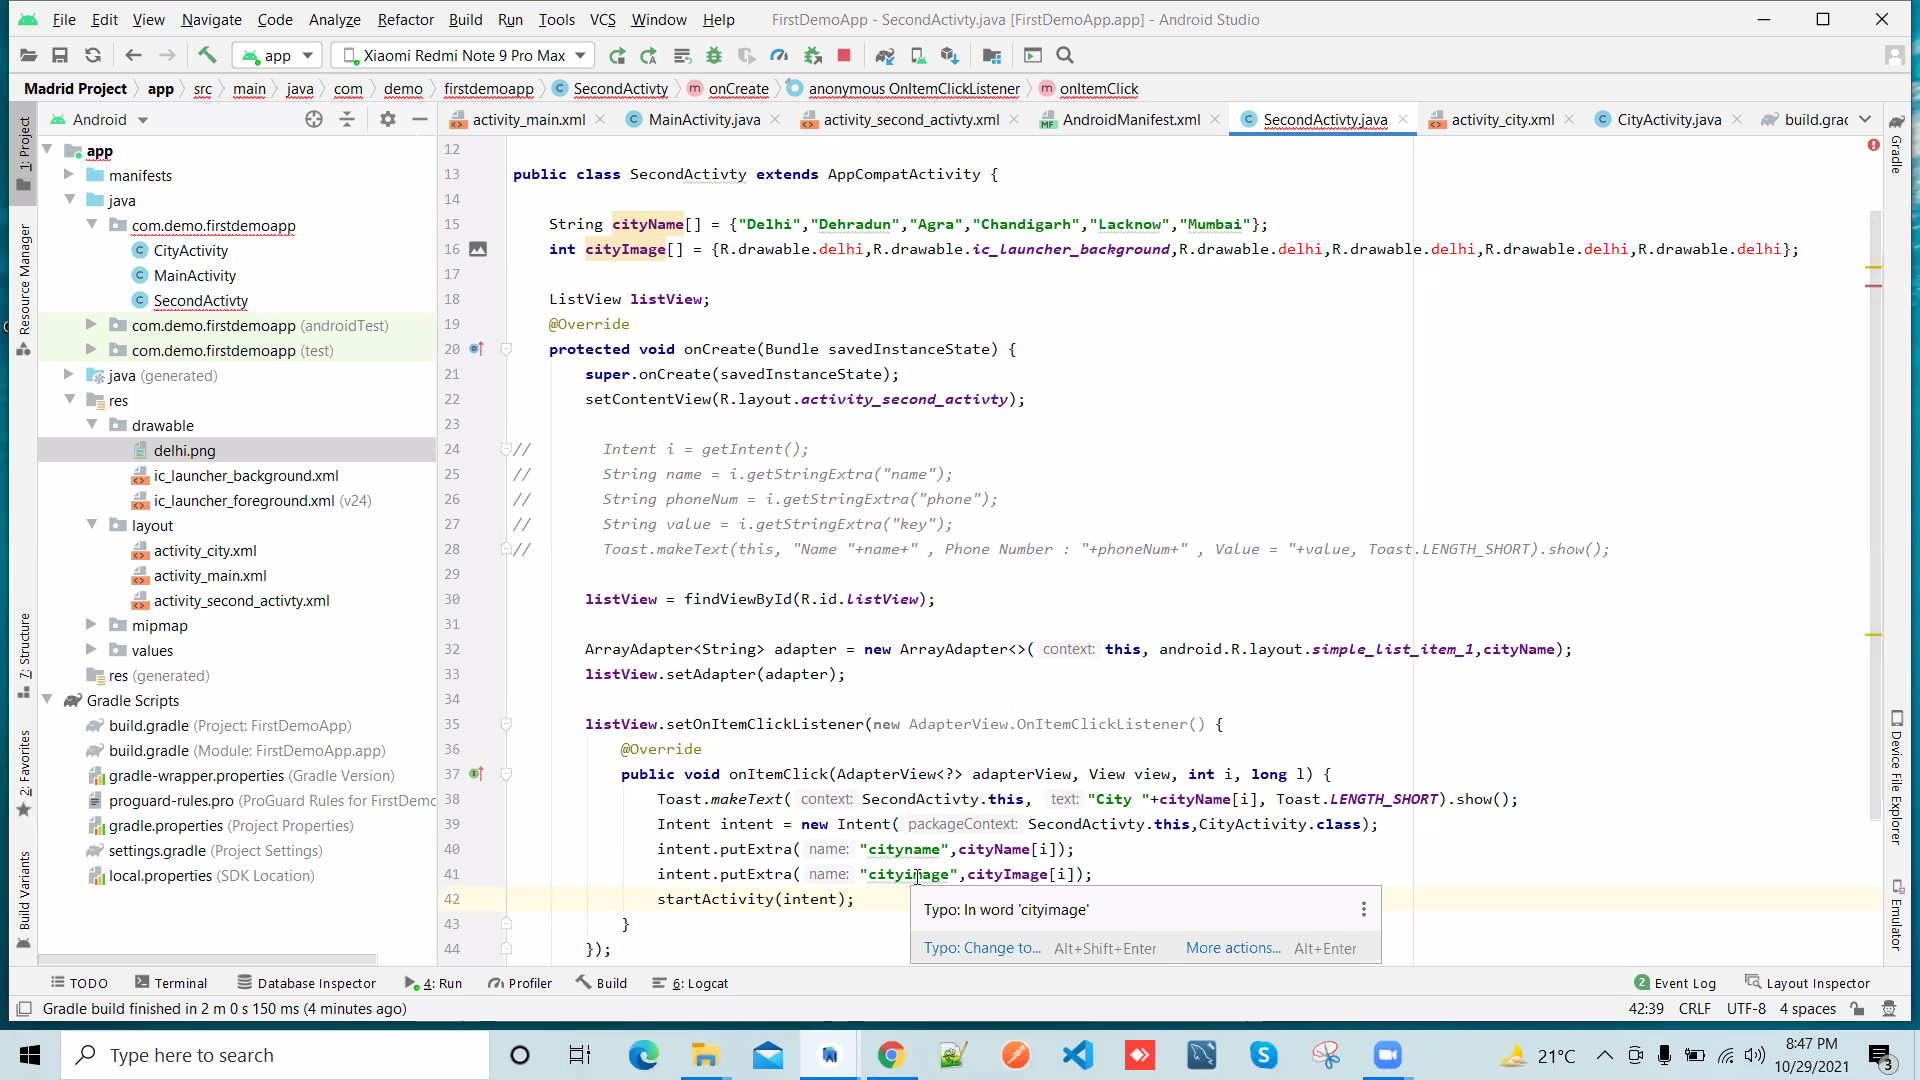 File Edit View Navigate Code Analyze Refactor Build Run Tools VCS Window Help FirstDemoApp - SecondActivty.java [FirstDemoApp.app] - Android Studio
app Xiaomi Redmi Note 9 Pro Max
Madrid Project app src main java com demo firstdemoapp SecondActivty onCreate anonymous OnItemClickListener onItemClick
Android activity_main.xml MainActivity.java activity_second_activty.xml AndroidManifest.xml SecondActivty.java activity_city.xml CityActivity.java build.grac
1: Project
Resource Manager
7: Structure
2: Favorites
Build Variants
app
manifests
java
com.demo.firstdemoapp
CityActivity
MainActivity
SecondActivty
com.demo.firstdemoapp (androidTest)
com.demo.firstdemoapp (test)
java (generated)
res
drawable
delhi.png
ic_launcher_background.xml
ic_launcher_foreground.xml (v24)
layout
activity_city.xml
activity_main.xml
activity_second_activty.xml
mipmap
values
res (generated)
Gradle Scripts
build.gradle (Project: FirstDemoApp)
build.gradle (Module: FirstDemoApp.app)
gradle-wrapper.properties (Gradle Version)
proguard-rules.pro (ProGuard Rules for FirstDemo
gradle.properties (Project Properties)
settings.gradle (Project Settings)
local.properties (SDK Location)
12
13 public class SecondActivty extends AppCompatActivity {
14
15 String cityName[] = {"Delhi","Dehradun","Agra","Chandigarh","Lacknow","Mumbai"};
16 int cityImage[] = {R.drawable.delhi,R.drawable.ic_launcher_background,R.drawable.delhi,R.drawable.delhi,R.drawable.delhi,R.drawable.delhi};
17
18 ListView listView;
19 @Override
20 protected void onCreate(Bundle savedInstanceState) {
21 super.onCreate(savedInstanceState);
22 setContentView(R.layout.activity_second_activty);
23
24 // Intent i = getIntent();
25 // String name = i.getStringExtra("name");
26 // String phoneNum = i.getStringExtra("phone");
27 // String value = i.getStringExtra("key");
28 // Toast.makeText(this, "Name "+name+" , Phone Number : "+phoneNum+" , Value = "+value, Toast.LENGTH_SHORT).show();
29
30 listView = findViewById(R.id.listView);
31
32 ArrayAdapter<String> adapter = new ArrayAdapter<>( context: this, android.R.layout.simple_list_item_1,cityName);
33 listView.setAdapter(adapter);
34
35 listView.setOnItemClickListener(new AdapterView.OnItemClickListener() {
36 @Override
37 public void onItemClick(AdapterView<?> adapterView, View view, int i, long l) {
38 Toast.makeText( context: SecondActivty.this, text: "City "+cityName[i], Toast.LENGTH_SHORT).show();
39 Intent intent = new Intent( packageContext: SecondActivty.this,CityActivity.class);
40 intent.putExtra( name: "cityname",cityName[i]);
41 intent.putExtra( name: "cityimage",cityImage[i]);
42 startActivity(intent);
43 }
44 });
Typo: In word 'cityimage'
Typo: Change to... Alt+Shift+Enter More actions... Alt+Enter
Gradle
Device File Explorer
Emulator
TODO Terminal Database Inspector 4: Run Profiler Build 6: Logcat 2 Event Log Layout Inspector
Gradle build finished in 2 m 0 s 150 ms (4 minutes ago) 42:39 CRLF UTF-8 4 spaces
Type here to search 21°C 8:47 PM
10/29/2021 3